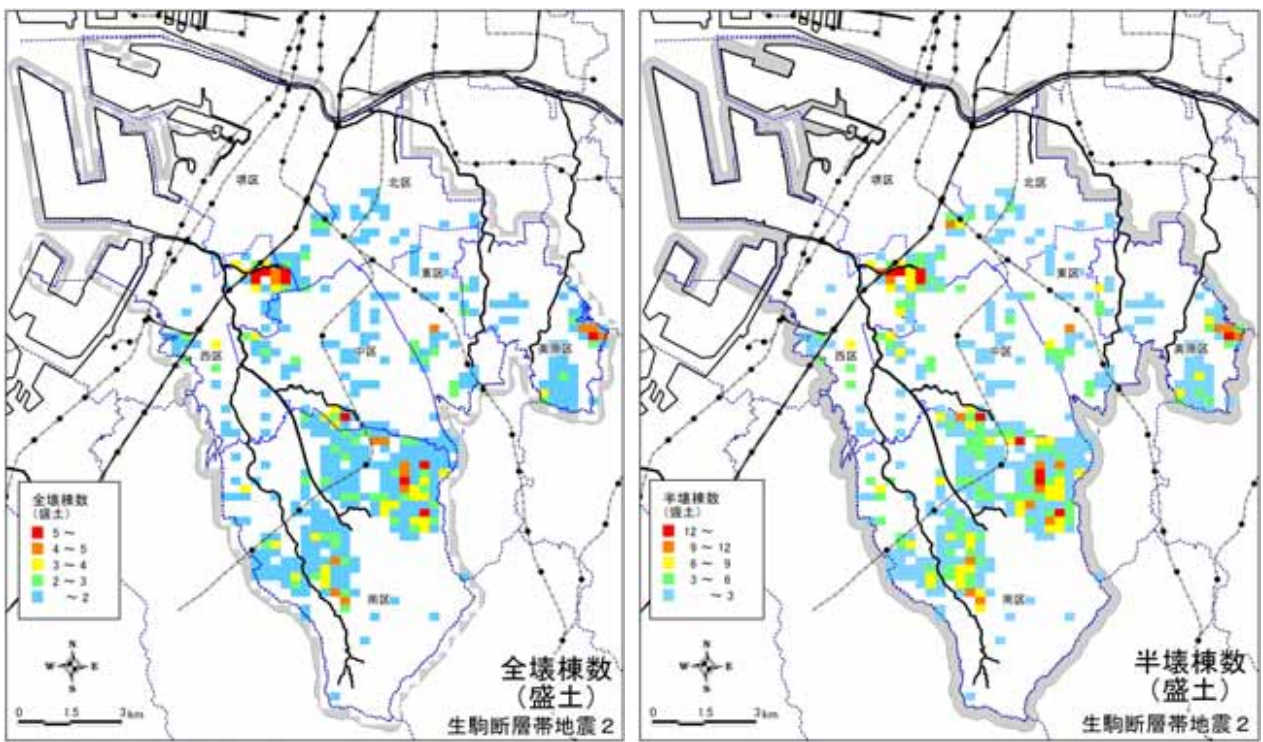 堺区
北区
東区
美原区
中区
西区
南区
全壊棟数
(盛土)
5 ~
4 ~ 5
3 ~ 4
2 ~ 3
~ 2
N
W E
S
0 1.5 3km
全壊棟数
(盛土)
生駒断層帯地震2
堺区
北区
東区
美原区
中区
西区
南区
半壊棟数
(盛土)
12 ~
9 ~ 12
6 ~ 9
3 ~ 6
~ 3
N
W E
S
0 1.5 3km
半壊棟数
(盛土)
生駒断層帯地震2